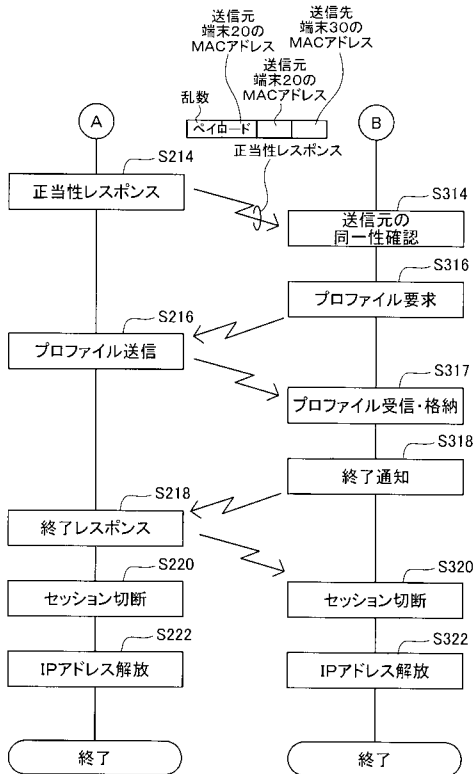 送信元
端末20の
MACアドレス
送信先
端末30の
MACアドレス
送信元
端末20の
MACアドレス
乱数
ペイロード
正当性レスポンス
A
B
S214
正当性レスポンス
S314
送信元の
同一性確認
S316
プロファイル要求
S216
プロファイル送信
S317
プロファイル受信・格納
S318
終了通知
S218
終了レスポンス
S220
セッション切断
S320
セッション切断
S222
IPアドレス解放
S322
IPアドレス解放
終了
終了